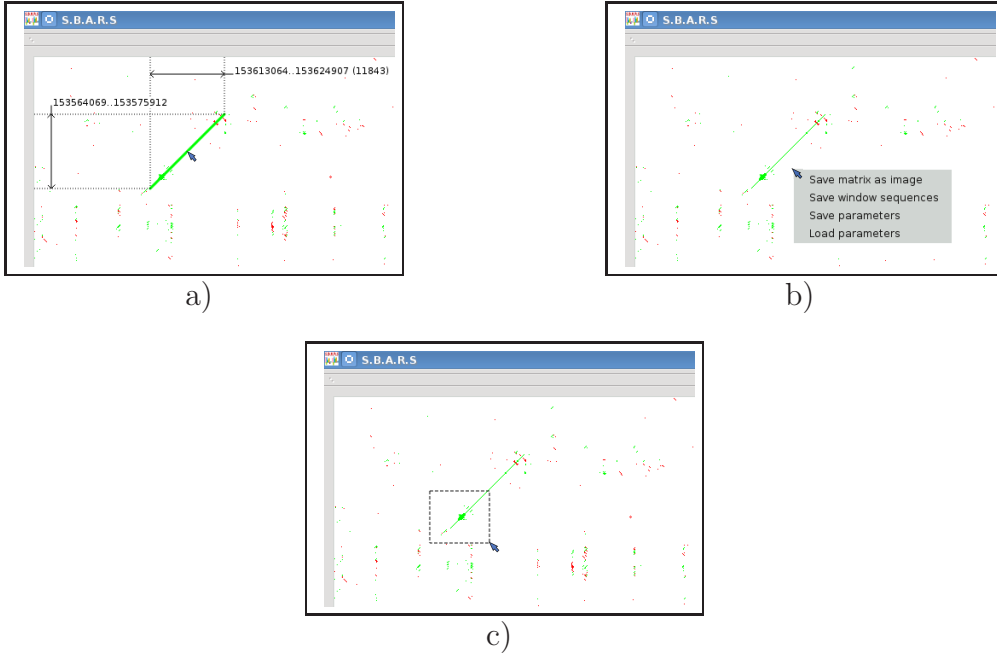 S.B.A.R.S
153613064..153624907 (11843)
153564069..153575912
a)
S.B.A.R.S
Save matrix as image
Save window sequences
Save parameters
Load parameters
b)
S.B.A.R.S
c)